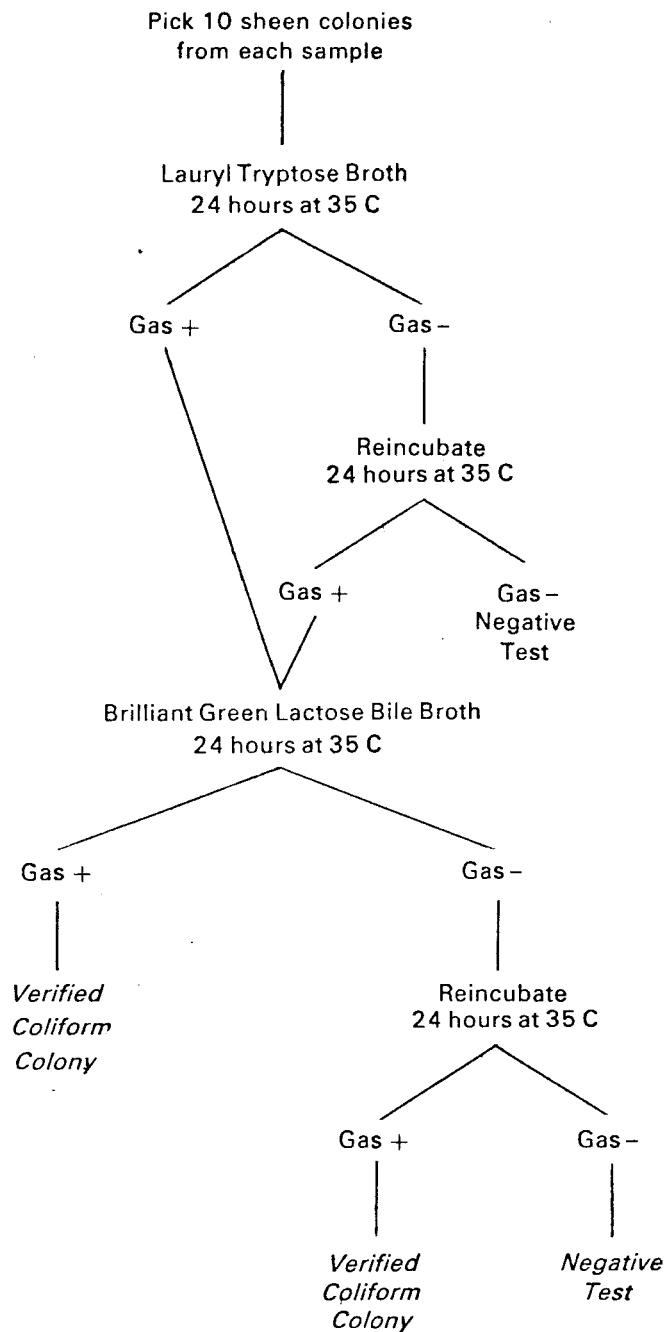 Pick 10 sheen colonies
from each sample
Lauryl Tryptose Broth
24 hours at 35 C
Gas +
Gas –
Reincubate
24 hours at 35 C
Gas +
Gas –
Negative
Test
Brilliant Green Lactose Bile Broth
24 hours at 35 C
Gas +
Gas –
Verified
Coliform
Colony
Reincubate
24 hours at 35 C
Gas +
Gas –
Verified
Coliform
Colony
Negative
Test